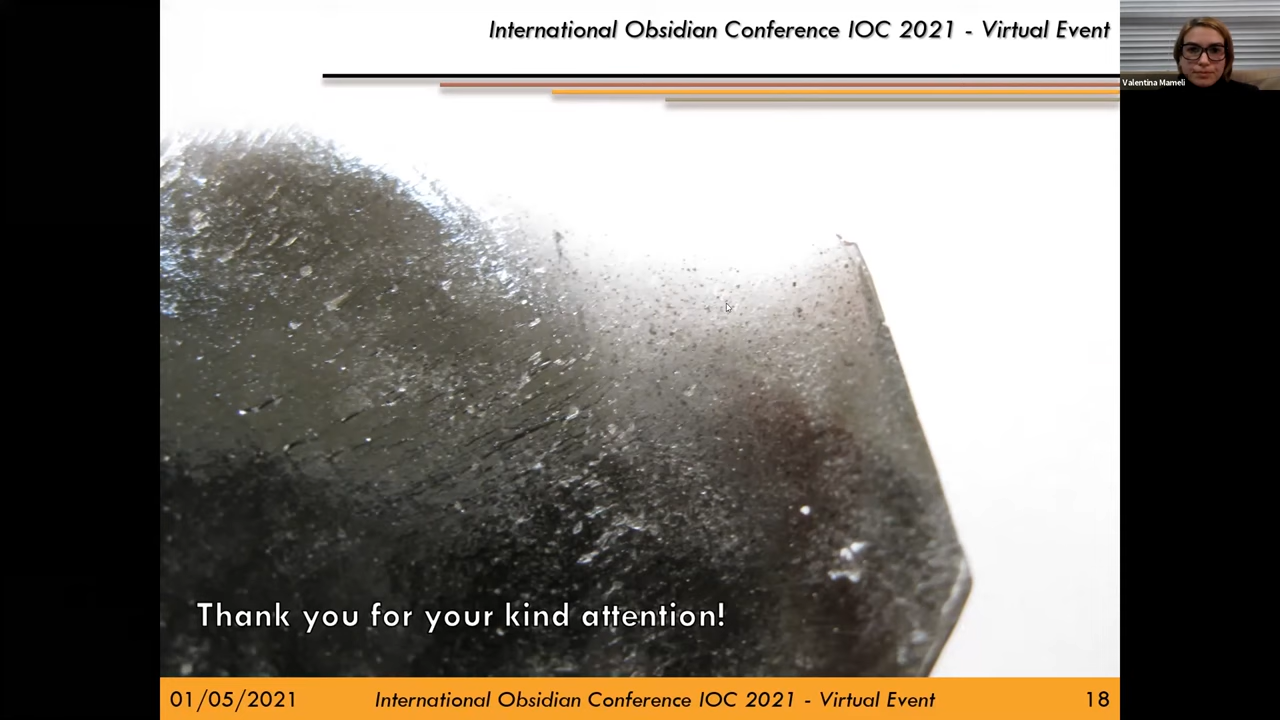 International Obsidian Conference IOC 2021 - Virtual Event
Valentina Mameli
Thank you for your kind attention!
01/05/2021
International Obsidian Conference IOC 2021 - Virtual Event
18